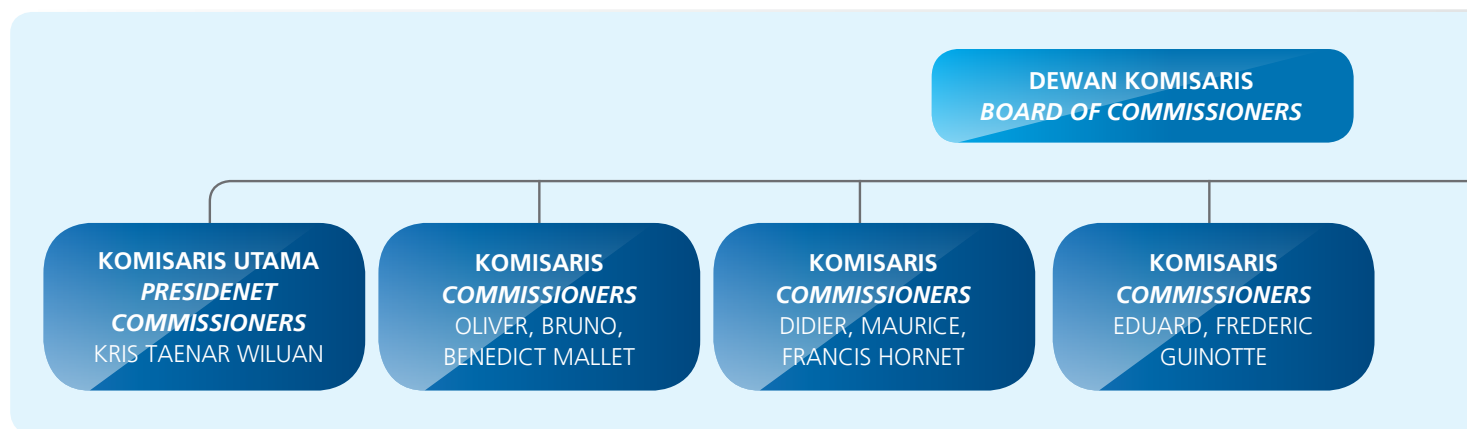 DEWAN KOMISARIS
BOARD OF COMMISSIONERS
KOMISARIS UTAMA
PRESIDENET
COMMISSIONERS
KRIS TAENAR WILUAN
KOMISARIS
COMMISSIONERS
OLIVER, BRUNO,
BENEDICT MALLET
KOMISARIS
COMMISSIONERS
DIDIER, MAURICE,
FRANCIS HORNET
KOMISARIS
COMMISSIONERS
EDUARD, FREDERIC
GUINOTTE